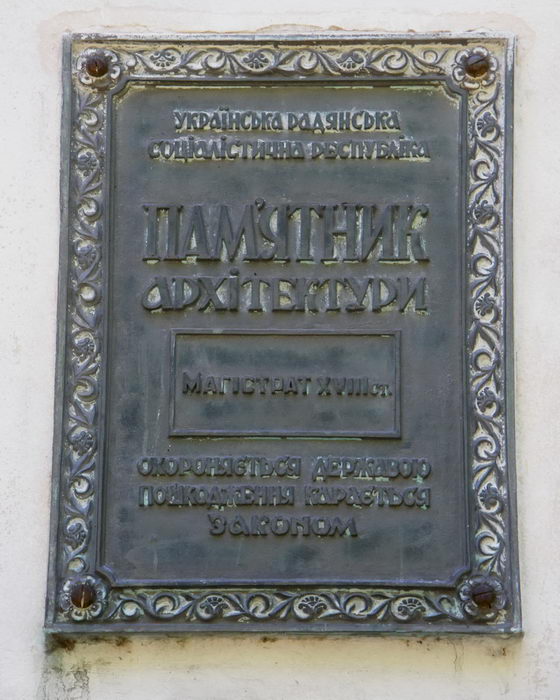 УКРАЇНСЬКА РАДЯНСЬКА
СОЦІАЛІСТИЧНА РЕСПУБЛІКА
ПАМ'ЯТНИК
АРХІТЕКТУРИ
МАГІСТРАТ XVIII СТ.
ОХОРОНЯЄТЬСЯ ДЕРЖАВОЮ
ПОШКОДЖЕННЯ КАРАЄТЬСЯ
ЗАКОНОМ